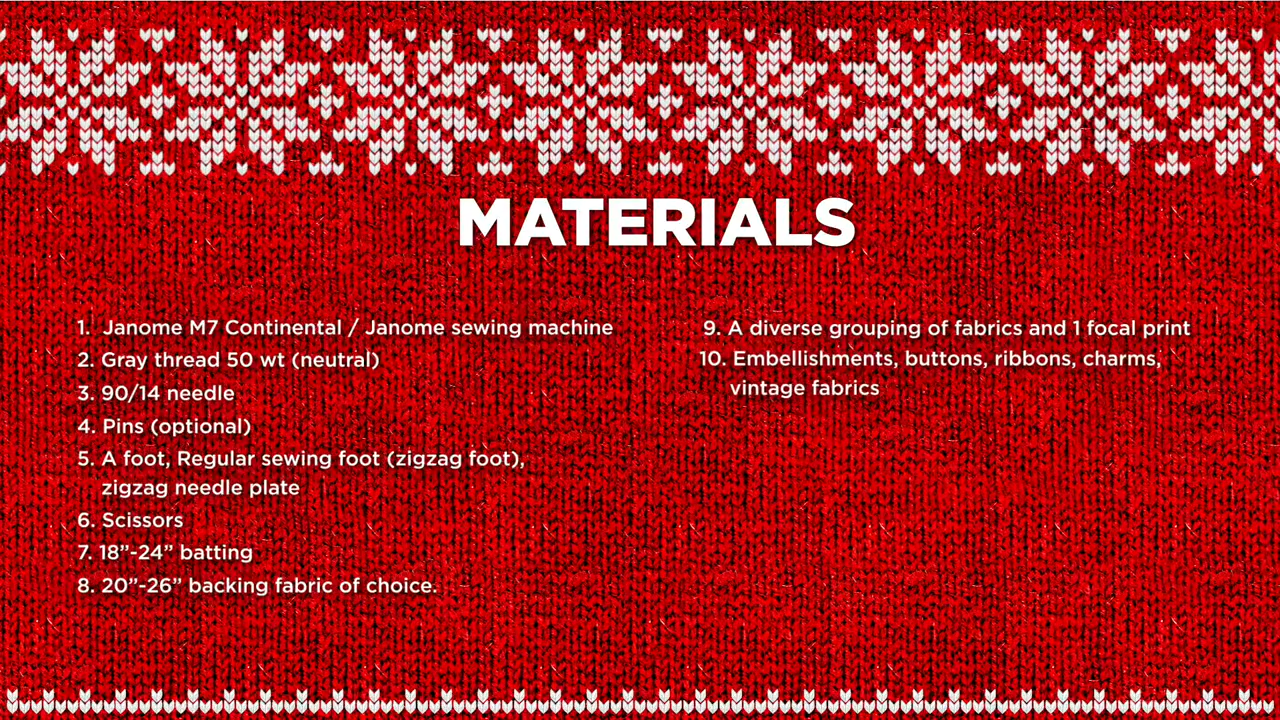 MATERIALS
1. Janome M7 Continental / Janome sewing machine
2. Gray thread 50 wt (neutral)
3. 90/14 needle
4. Pins (optional)
5. A foot, Regular sewing foot (zigzag foot),
zigzag needle plate
6. Scissors
7. 18”-24” batting
8. 20”-26” backing fabric of choice.
9. A diverse grouping of fabrics and 1 focal print
10. Embellishments, buttons, ribbons, charms,
vintage fabrics